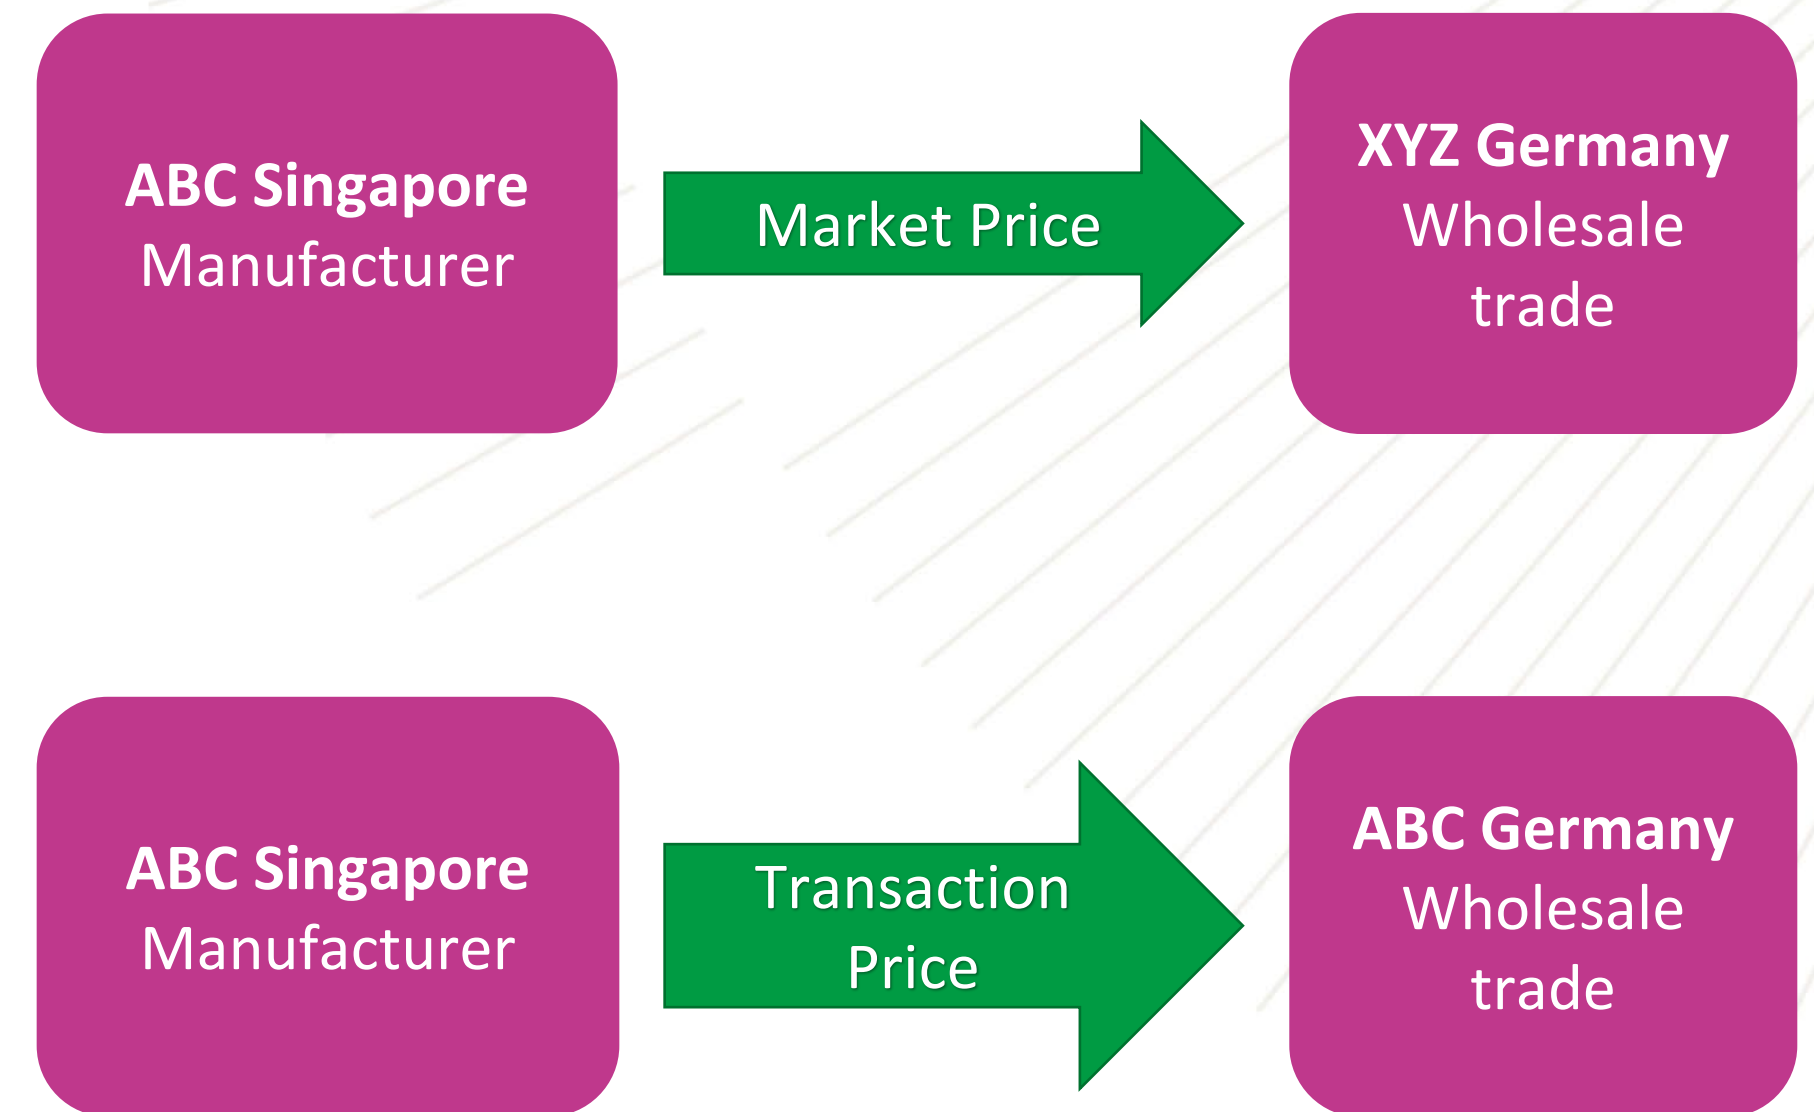 ABC Singapore
Manufacturer
Market Price
XYZ Germany
Wholesale
trade
ABC Singapore
Manufacturer
Transaction
Price
ABC Germany
Wholesale
trade